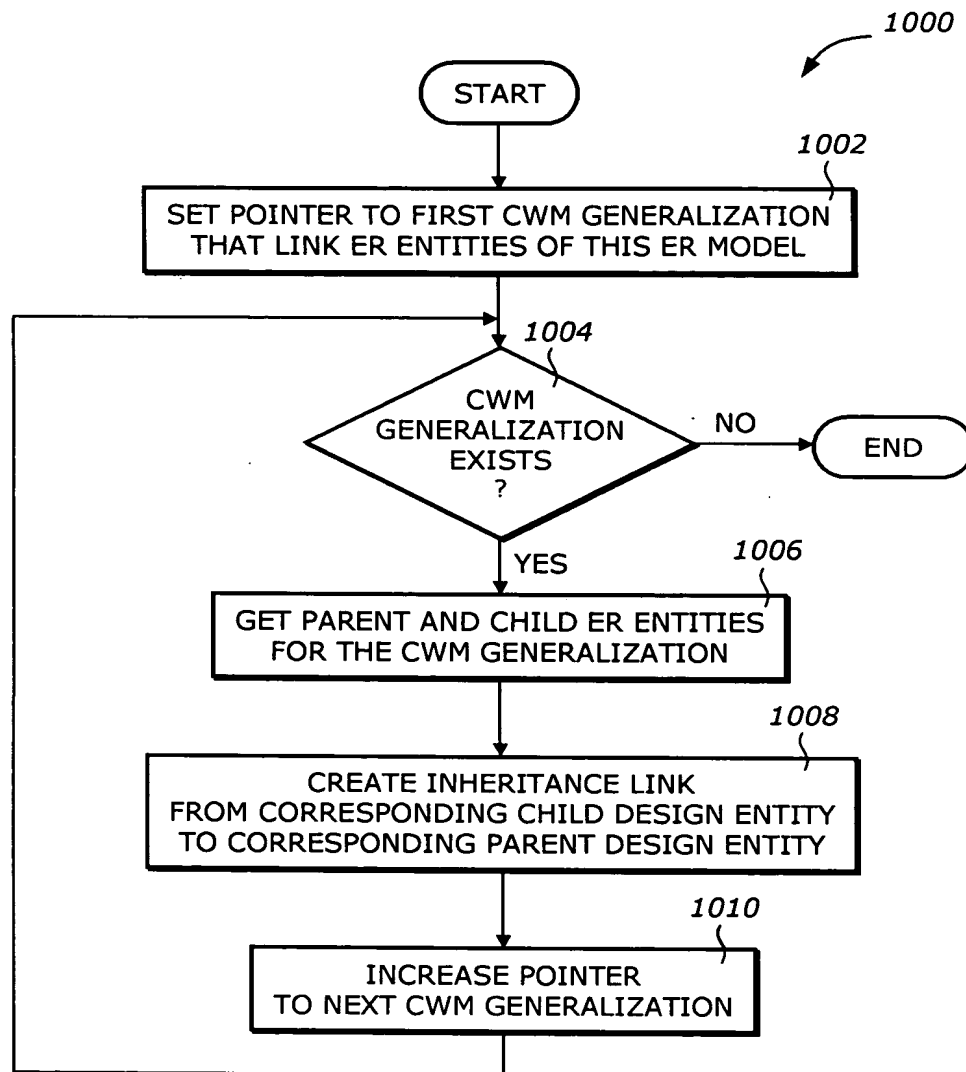 1000
START
1002
SET POINTER TO FIRST CWM GENERALIZATION
THAT LINK ER ENTITIES OF THIS ER MODEL
1004
CWM
GENERALIZATION
EXISTS
?
NO
END
YES
1006
GET PARENT AND CHILD ER ENTITIES
FOR THE CWM GENERALIZATION
1008
CREATE INHERITANCE LINK
FROM CORRESPONDING CHILD DESIGN ENTITY
TO CORRESPONDING PARENT DESIGN ENTITY
1010
INCREASE POINTER
TO NEXT CWM GENERALIZATION